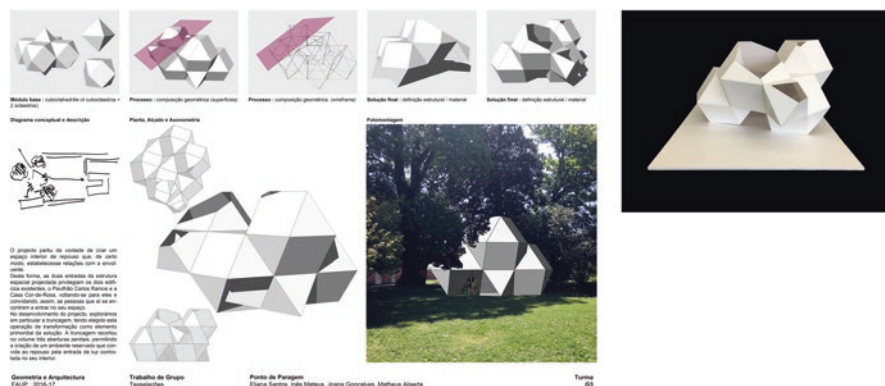 Módulo base : cuboctaedrite (4 cuboctaedros +
3 octaedros)
Processo : composição geométrica (superfícies)
Processo : composição geométrica (wireframe)
Solução final : definição estrutural / material
Solução final : definição estrutural / material
Diagrama conceptual e descrição
Planta, Alçado e Axonometria
Fotomontagem
O projecto partiu da vontade de criar um
espaço interior de repouso que, de certo
modo, estabelecesse relações com a envol-
vente.
Desta forma, as duas entradas da estrutura
espacial projectada privilegiam os dois edifí-
cios existentes, o Pavilhão Carlos Ramos e a
Casa Cor-de-Rosa, voltando-se para eles e
convidando, assim, as pessoas que aí se en-
contrem a entrar no seu espaço.
No desenvolvimento do projecto, explorámos
em particular a truncagem, tendo elegido esta
operação de transformação como elemento
primordial da solução. A truncagem recortou
no volume três aberturas zenitais, permitindo
a criação de um ambiente reservado que con-
vida ao repouso pela entrada de luz contro-
lada no seu interior.
Geometria e Arquitectura
FAUP : 2016-17
Trabalho de Grupo
Tesselações
Ponto de Paragem
Eliana Santos, Inês Mateus, Joana Gonçalves, Matheus
Turma
G3